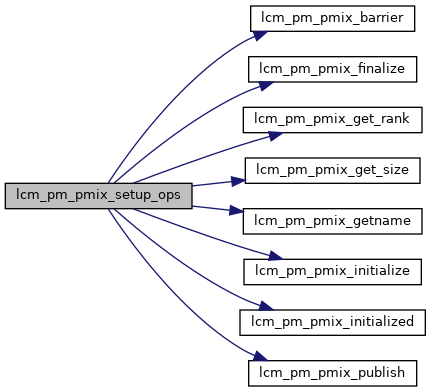 lcm_pm_pmix_barrier
lcm_pm_pmix_finalize
lcm_pm_pmix_get_rank
lcm_pm_pmix_get_size
lcm_pm_pmix_setup_ops
lcm_pm_pmix_getname
lcm_pm_pmix_initialize
lcm_pm_pmix_initialized
lcm_pm_pmix_publish